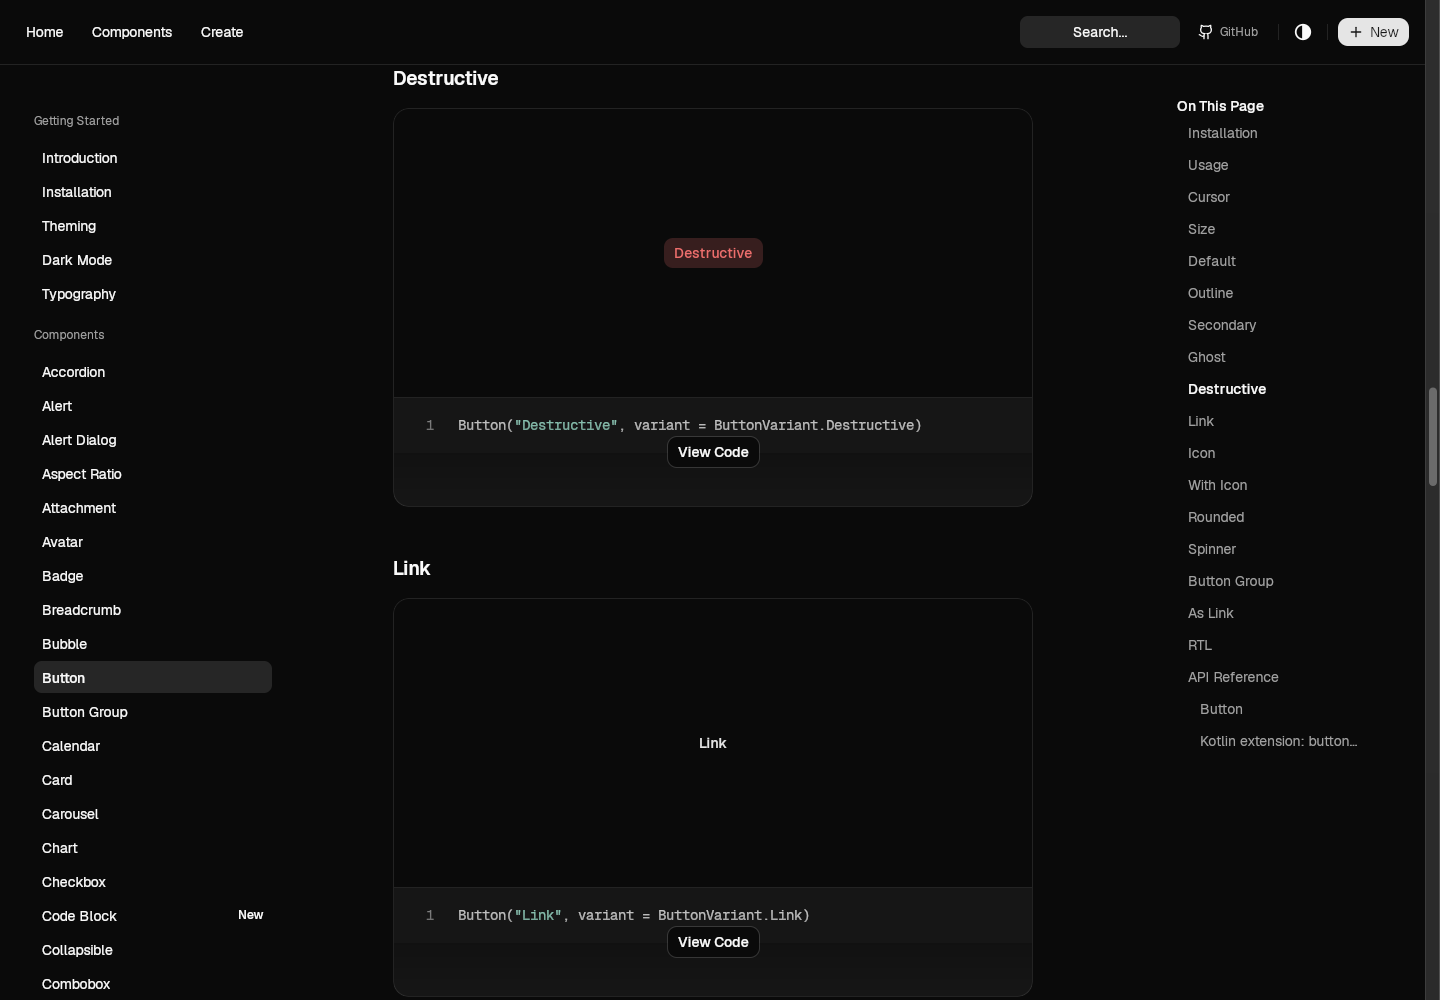 Home
Components
Create
Search...
GitHub
New
Getting Started
Introduction
Installation
Theming
Dark Mode
Typography
Components
Accordion
Alert
Alert Dialog
Aspect Ratio
Attachment
Avatar
Badge
Breadcrumb
Bubble
Button
Button Group
Calendar
Card
Carousel
Chart
Checkbox
Code Block New
Collapsible
Combobox
Destructive
Destructive
1 Button("Destructive", variant = ButtonVariant.Destructive)
View Code
Link
Link
1 Button("Link", variant = ButtonVariant.Link)
View Code
On This Page
Installation
Usage
Cursor
Size
Default
Outline
Secondary
Ghost
Destructive
Link
Icon
With Icon
Rounded
Spinner
Button Group
As Link
RTL
API Reference
Button
Kotlin extension: button...